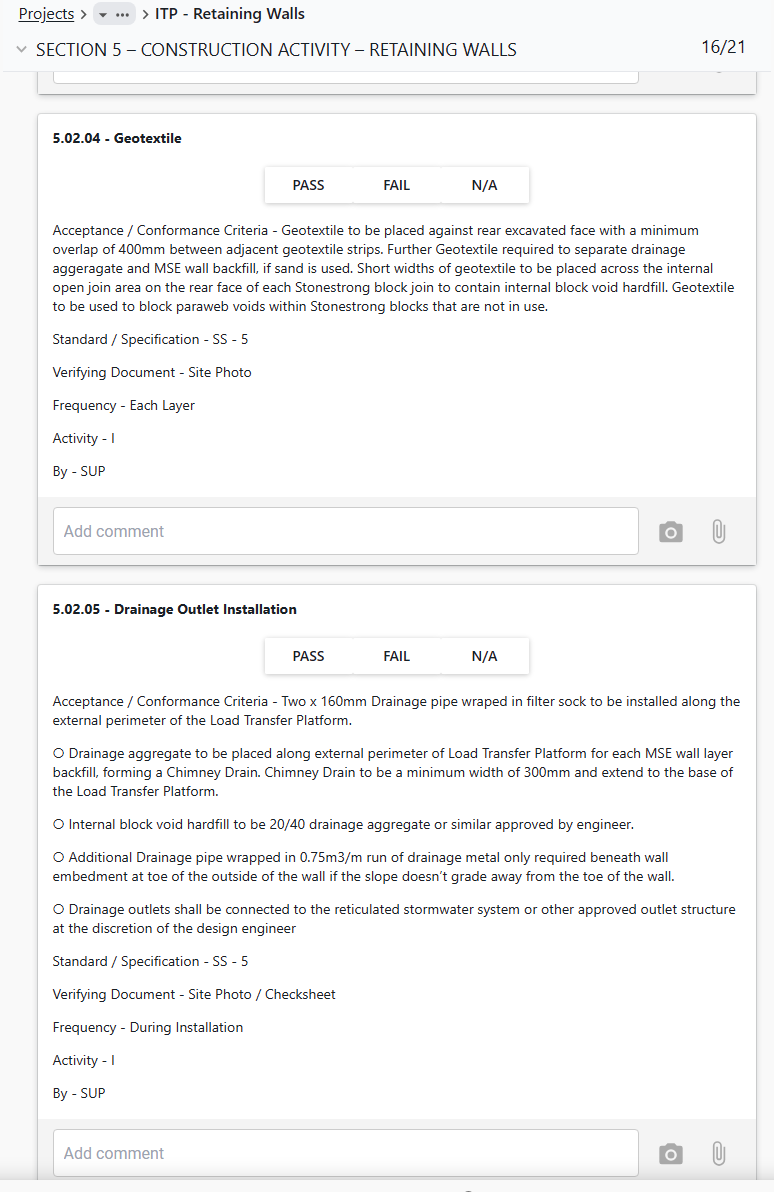 Projects > ... > ITP - Retaining Walls
SECTION 5 – CONSTRUCTION ACTIVITY – RETAINING WALLS 16/21
5.02.04 - Geotextile
PASS FAIL N/A
Acceptance / Conformance Criteria - Geotextile to be placed against rear excavated face with a minimum
overlap of 400mm between adjacent geotextile strips. Further Geotextile required to separate drainage
aggeragate and MSE wall backfill, if sand is used. Short widths of geotextile to be placed across the internal
open join area on the rear face of each Stonestrong block join to contain internal block void hardfill. Geotextile
to be used to block paraweb voids within Stonestrong blocks that are not in use.
Standard / Specification - SS - 5
Verifying Document - Site Photo
Frequency - Each Layer
Activity - I
By - SUP
Add comment
5.02.05 - Drainage Outlet Installation
PASS FAIL N/A
Acceptance / Conformance Criteria - Two x 160mm Drainage pipe wraped in filter sock to be installed along the
external perimeter of the Load Transfer Platform.
O Drainage aggregate to be placed along external perimeter of Load Transfer Platform for each MSE wall layer
backfill, forming a Chimney Drain. Chimney Drain to be a minimum width of 300mm and extend to the base of
the Load Transfer Platform.
O Internal block void hardfill to be 20/40 drainage aggregate or similar approved by engineer.
O Additional Drainage pipe wrapped in 0.75m3/m run of drainage metal only required beneath wall
embedment at toe of the outside of the wall if the slope doesn't grade away from the toe of the wall.
O Drainage outlets shall be connected to the reticulated stormwater system or other approved outlet structure
at the discretion of the design engineer
Standard / Specification - SS - 5
Verifying Document - Site Photo / Checksheet
Frequency - During Installation
Activity - I
By - SUP
Add comment